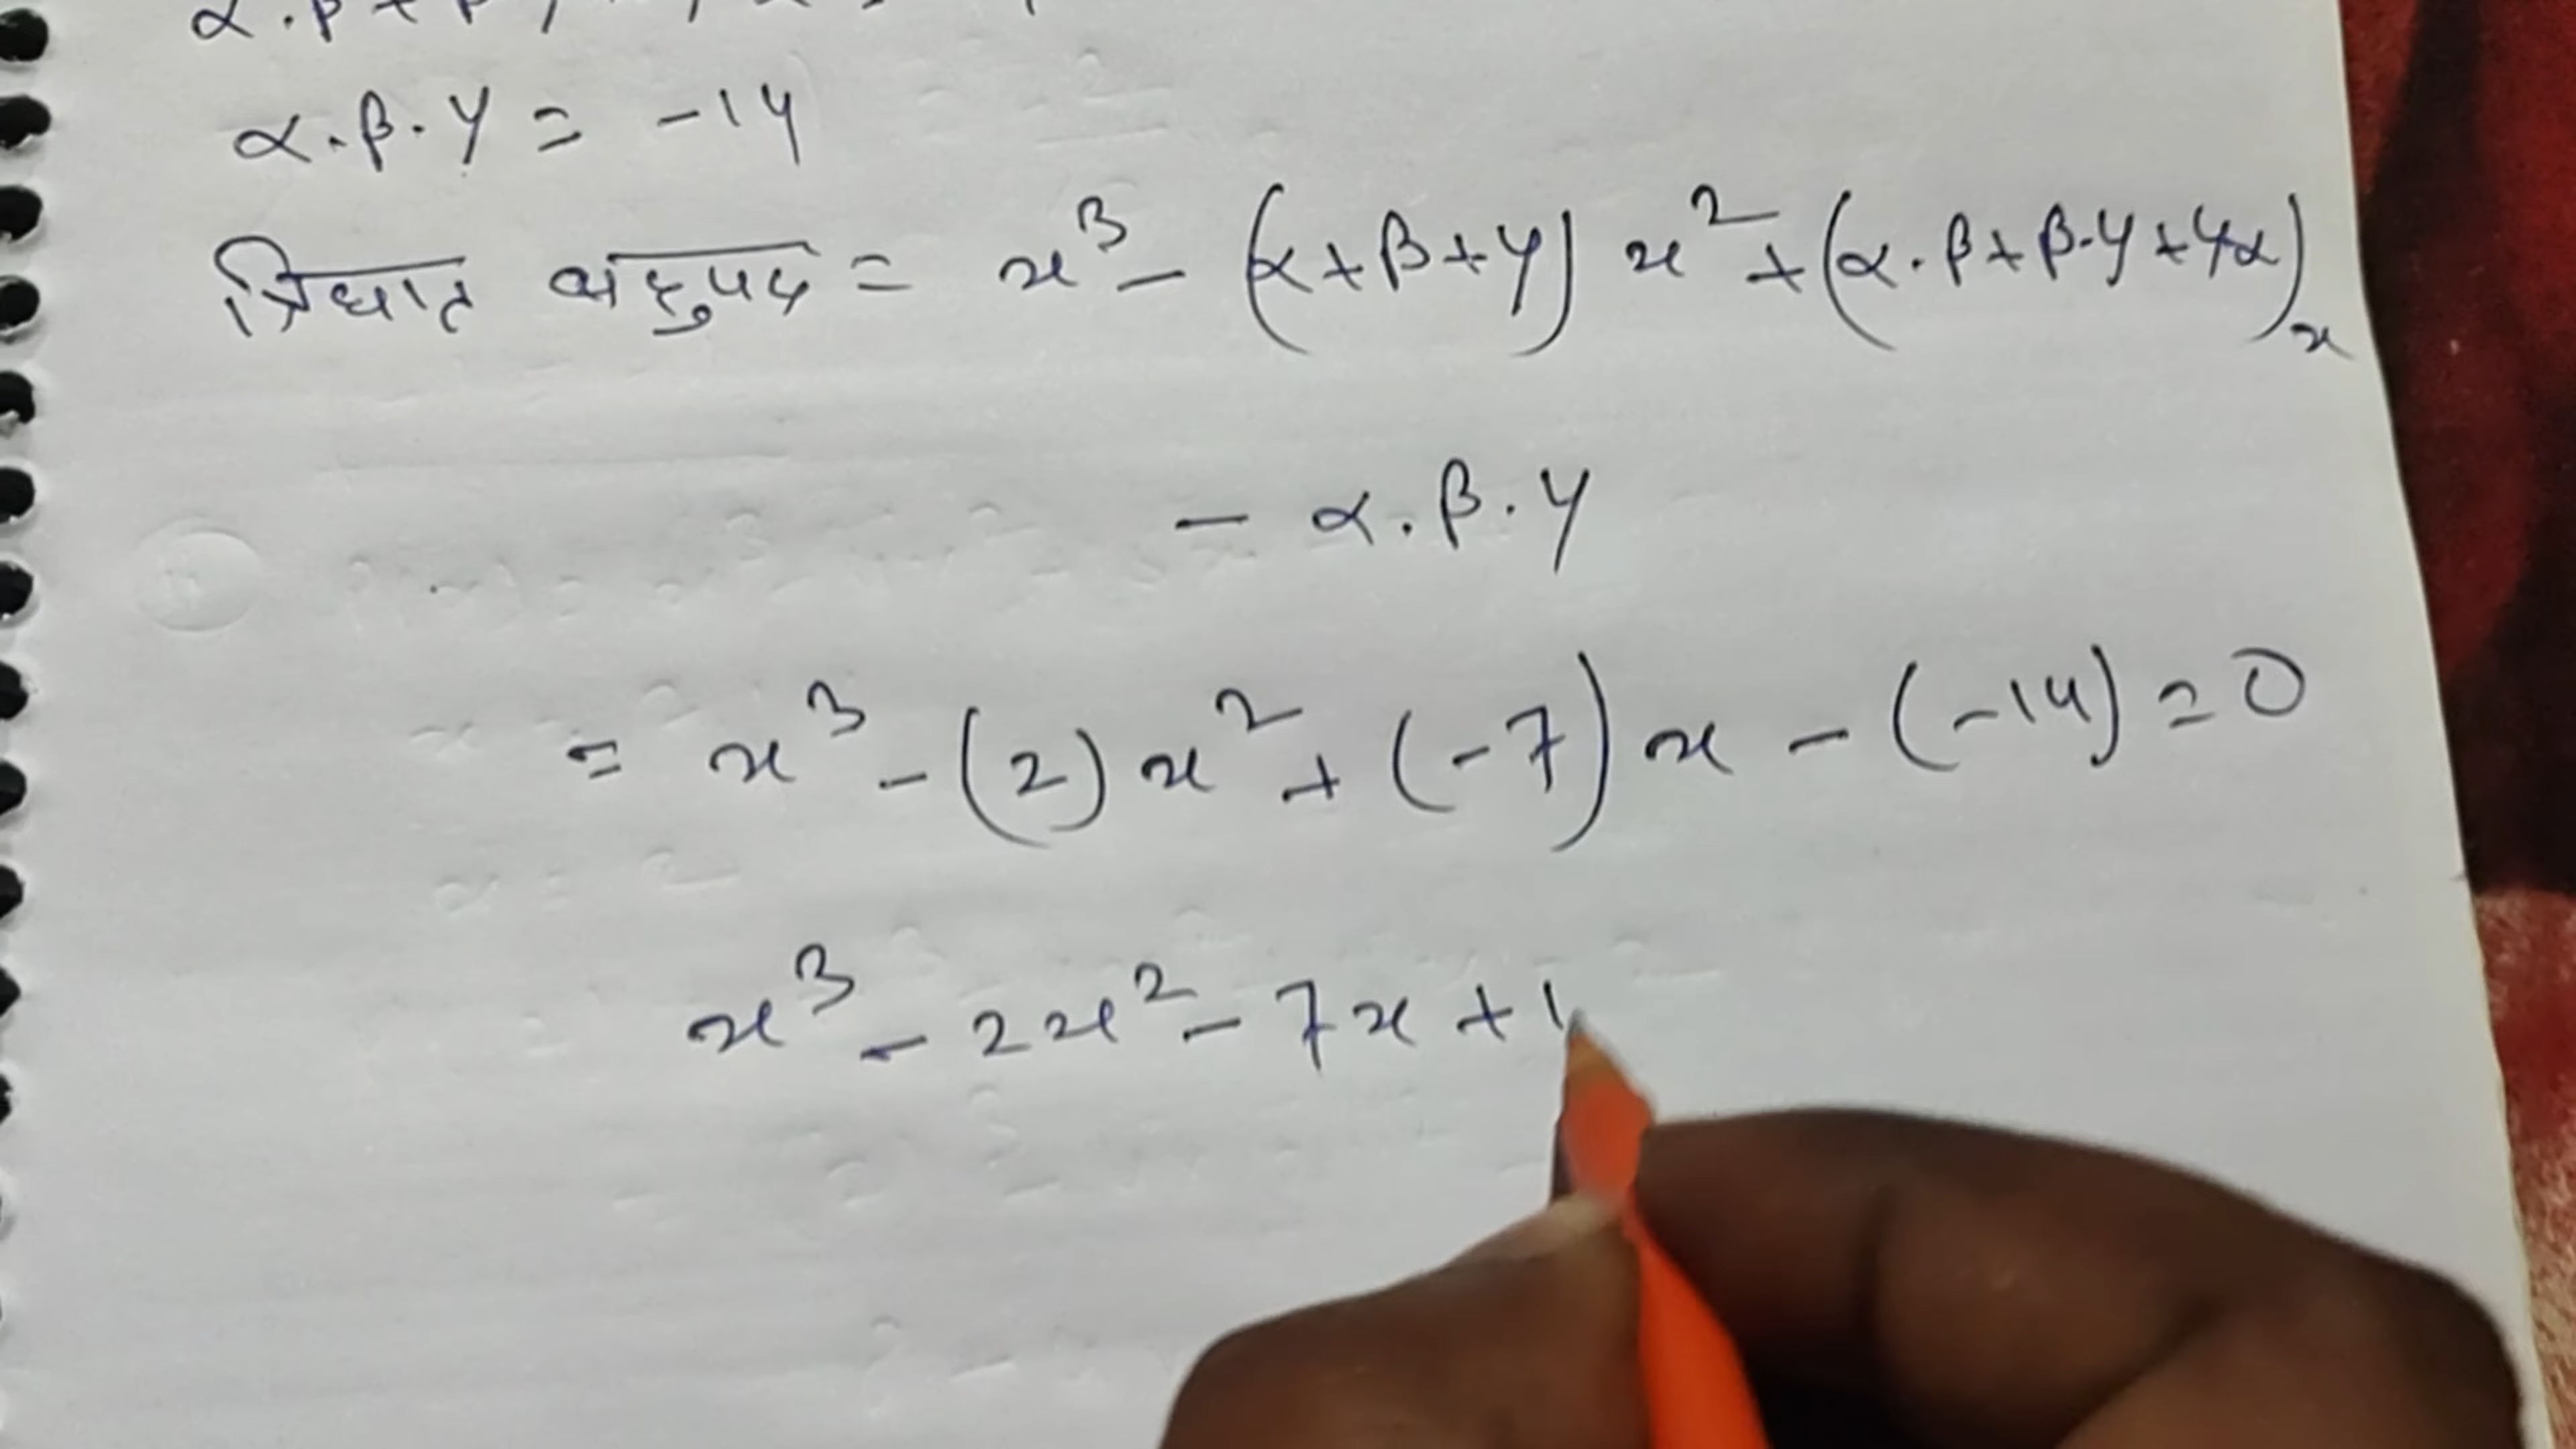 α.β.γ = -14
त्रिघात बहुपद = x³ - (α+β+γ) x² + (α.β+β.γ+γα)x
- α.β.γ
= x³ - (2)x² + (-7)x - (-14) = 0
x³ - 2x² - 7x + 1